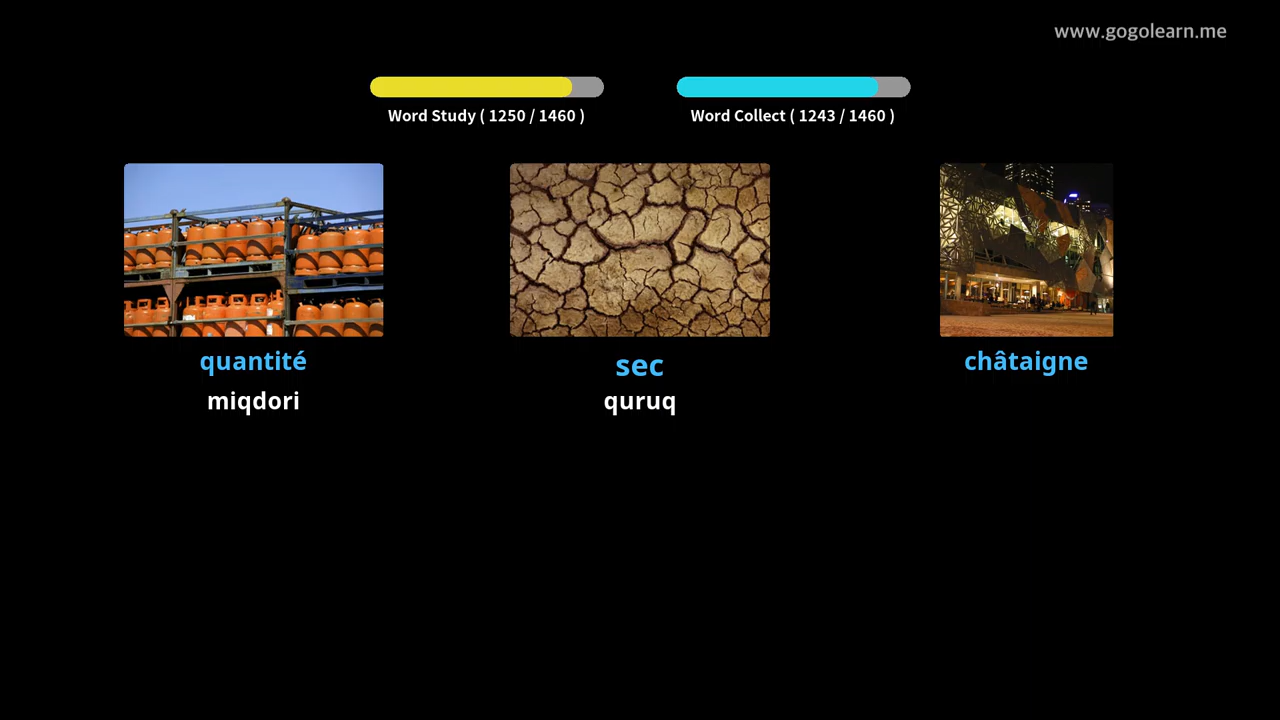 www.gogolearn.me
Word Study ( 1250 / 1460 )
Word Collect ( 1243 / 1460 )
quantité
sec
châtaigne
miqdori
quruq